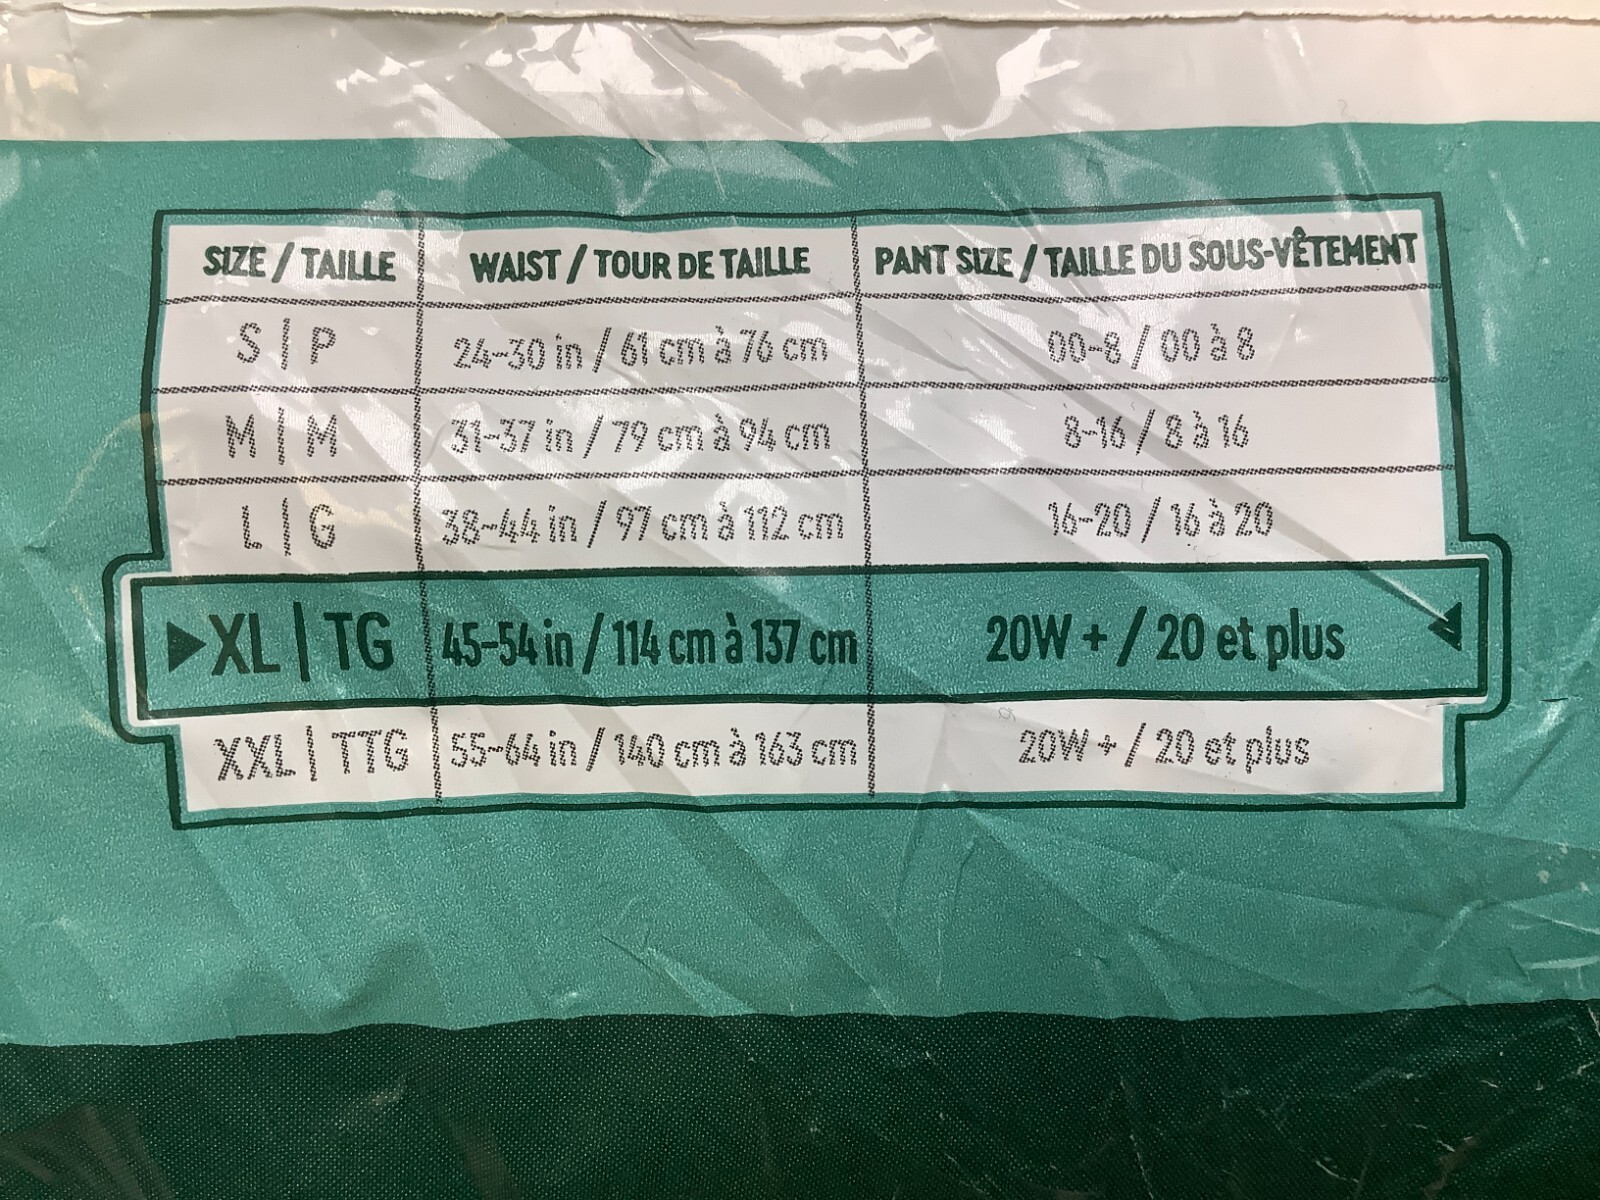 SIZE / TAILLE WAIST / TOUR DE TAILLE PANT SIZE / TAILLE DU SOUS-VÊTEMENT
S | P 24-30 in / 61 cm à 76 cm 00-8 / 00 à 8
M | M 31-37 in / 79 cm à 94 cm 8-16 / 8 à 16
L | G 38-44 in / 97 cm à 112 cm 16-20 / 16 à 20
XL | TG 45-54 in / 114 cm à 137 cm 20W + / 20 et plus
XXL | TTG 55-64 in / 140 cm à 163 cm 20W + / 20 et plus